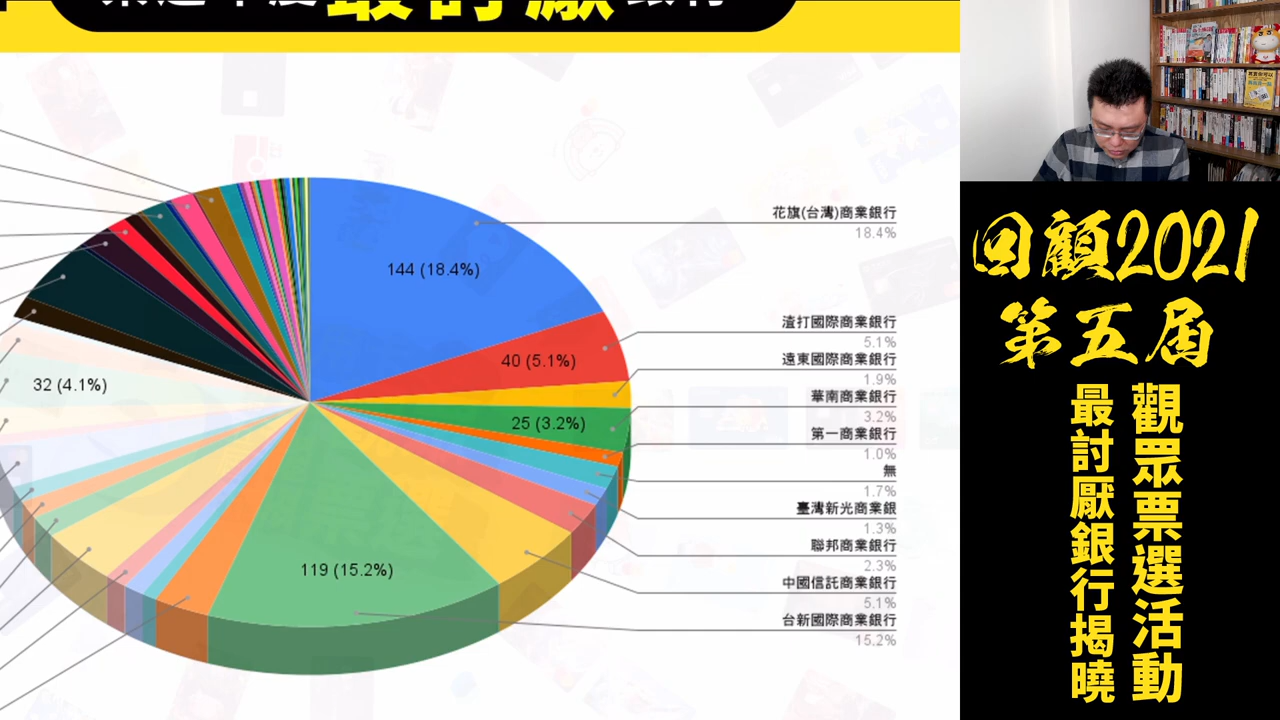 最討厭銀行
花旗(台灣)商業銀行
18.4%
144 (18.4%)
渣打國際商業銀行
5.1%
40 (5.1%)
遠東國際商業銀行
1.9%
華南商業銀行
3.2%
25 (3.2%)
第一商業銀行
1.0%
無
1.7%
臺灣新光商業銀
1.3%
聯邦商業銀行
2.3%
中國信託商業銀行
5.1%
台新國際商業銀行
15.2%
119 (15.2%)
32 (4.1%)
回顧2021
第五屆
觀眾票選活動
最討厭銀行揭曉